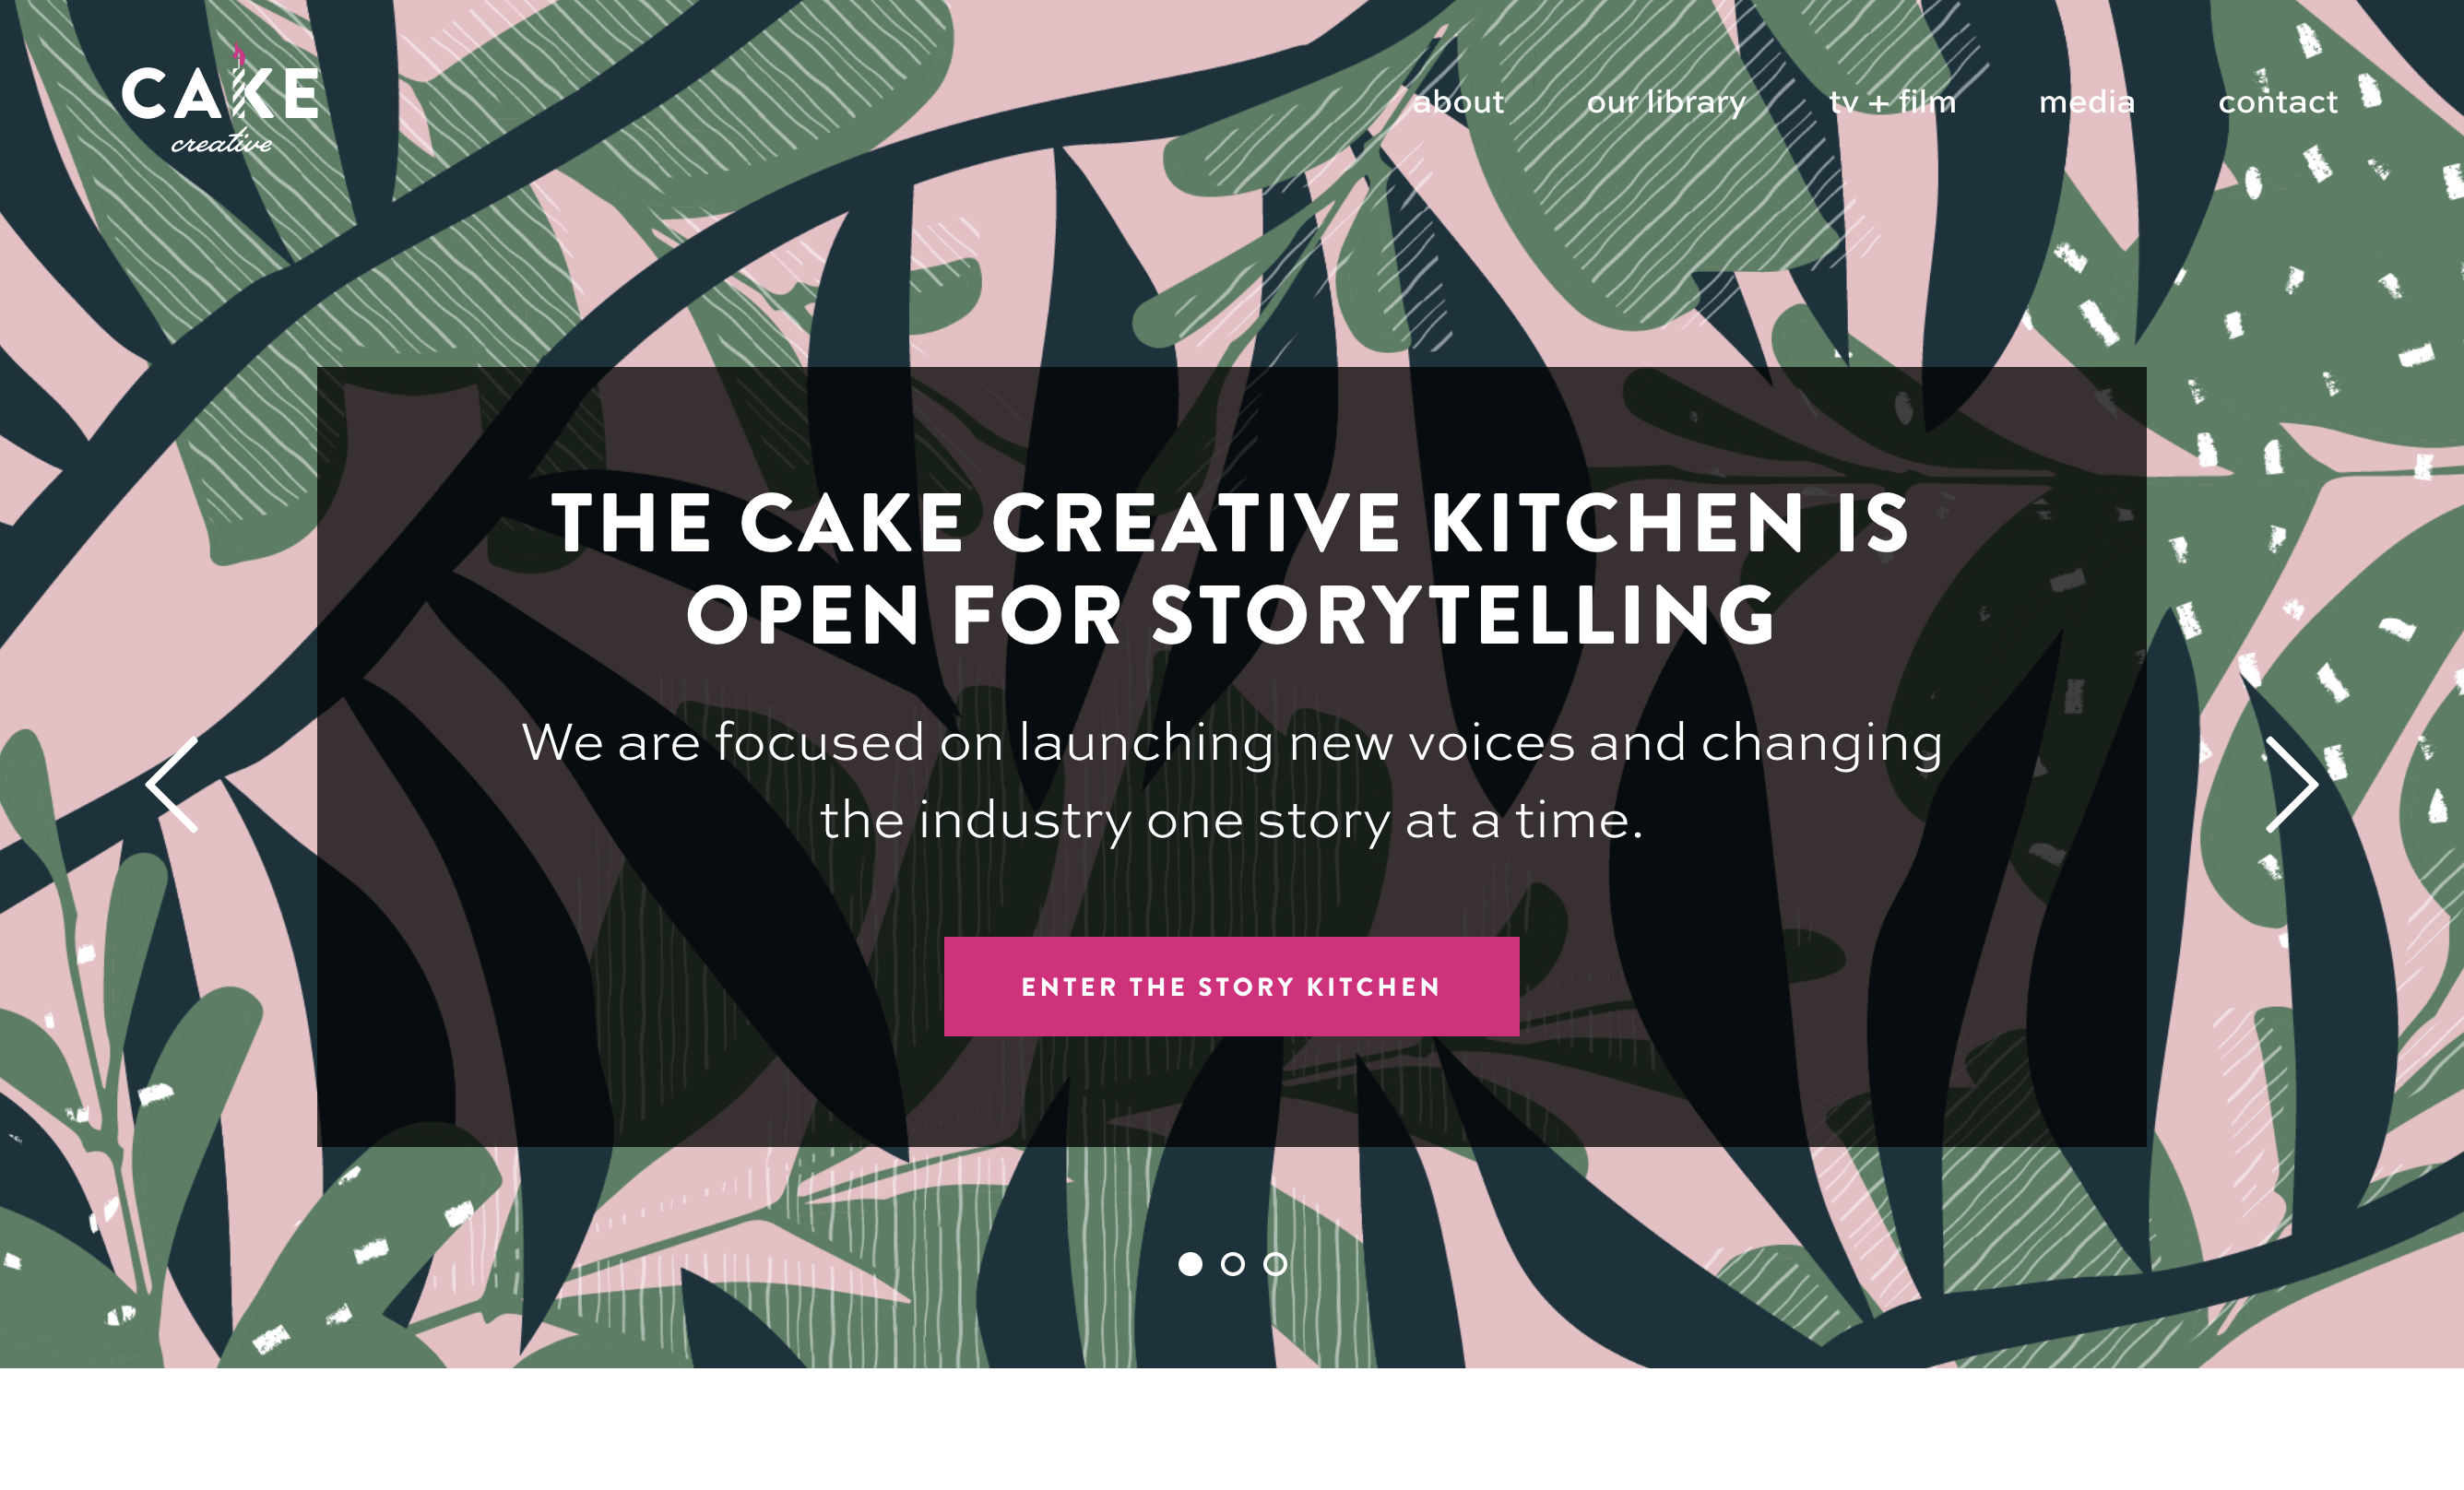 CAKE
creative
about our library tv + film media contact
THE CAKE CREATIVE KITCHEN IS
OPEN FOR STORYTELLING
We are focused on launching new voices and changing
the industry one story at a time.
ENTER THE STORY KITCHEN